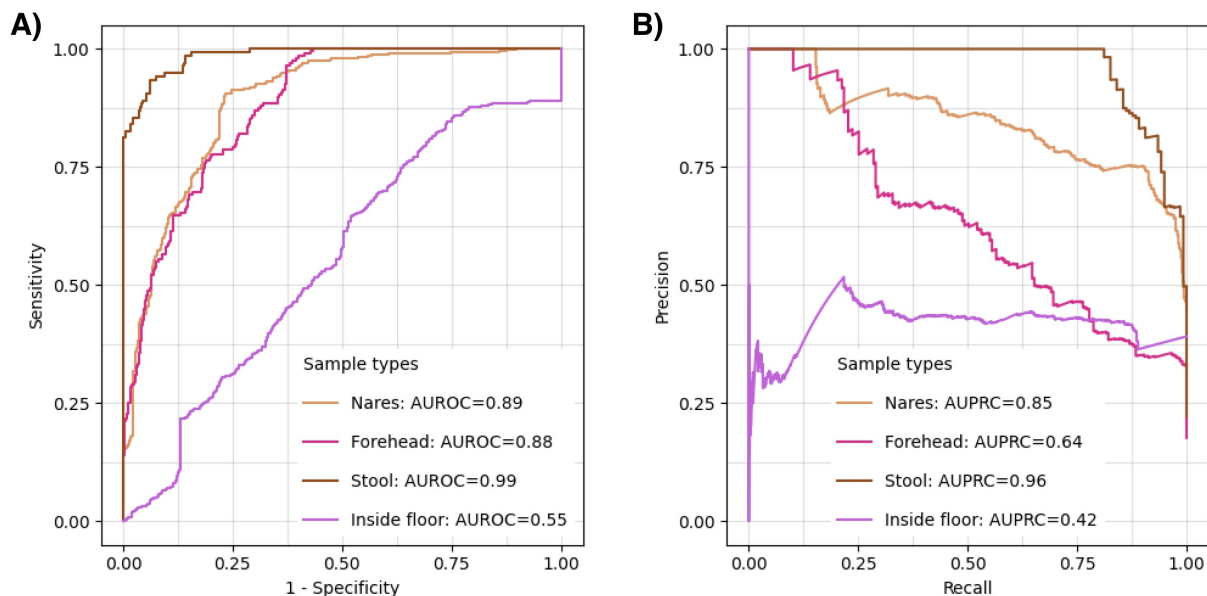 A)
1.00
0.75
0.50
0.25
0.00
Sensitivity
Sample types
Nares: AUROC=0.89
Forehead: AUROC=0.88
Stool: AUROC=0.99
Inside floor: AUROC=0.55
0.00 0.25 0.50 0.75 1.00
1 - Specificity
B)
1.00
0.75
0.50
0.25
0.00
Precision
Sample types
Nares: AUPRC=0.85
Forehead: AUPRC=0.64
Stool: AUPRC=0.96
Inside floor: AUPRC=0.42
0.00 0.25 0.50 0.75 1.00
Recall